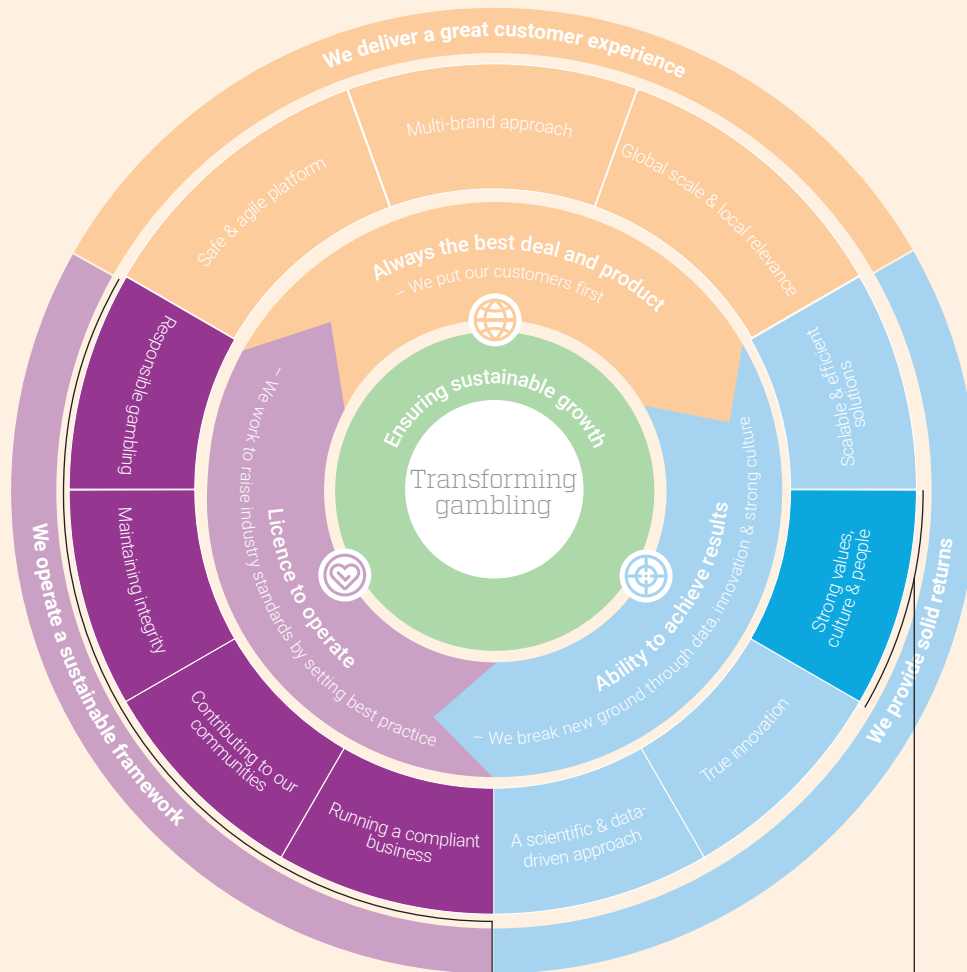 We deliver a great customer experience
Safe & agile platform
Multi-brand approach
Global scale & local relevance
Always the best deal and product
– We put our customers first
Scalable & efficient
solutions
Strong values,
culture & people
True innovation
A scientific & data-
driven approach
We provide solid returns
Ability to achieve results
– We break new ground through data, innovation & strong culture
Responsible gambling
Maintaining integrity
Contributing to our
communities
Running a compliant
business
We operate a sustainable framework
Licence to operate
– We work to raise industry standards by setting best practice
Ensuring sustainable growth
Transforming
gambling